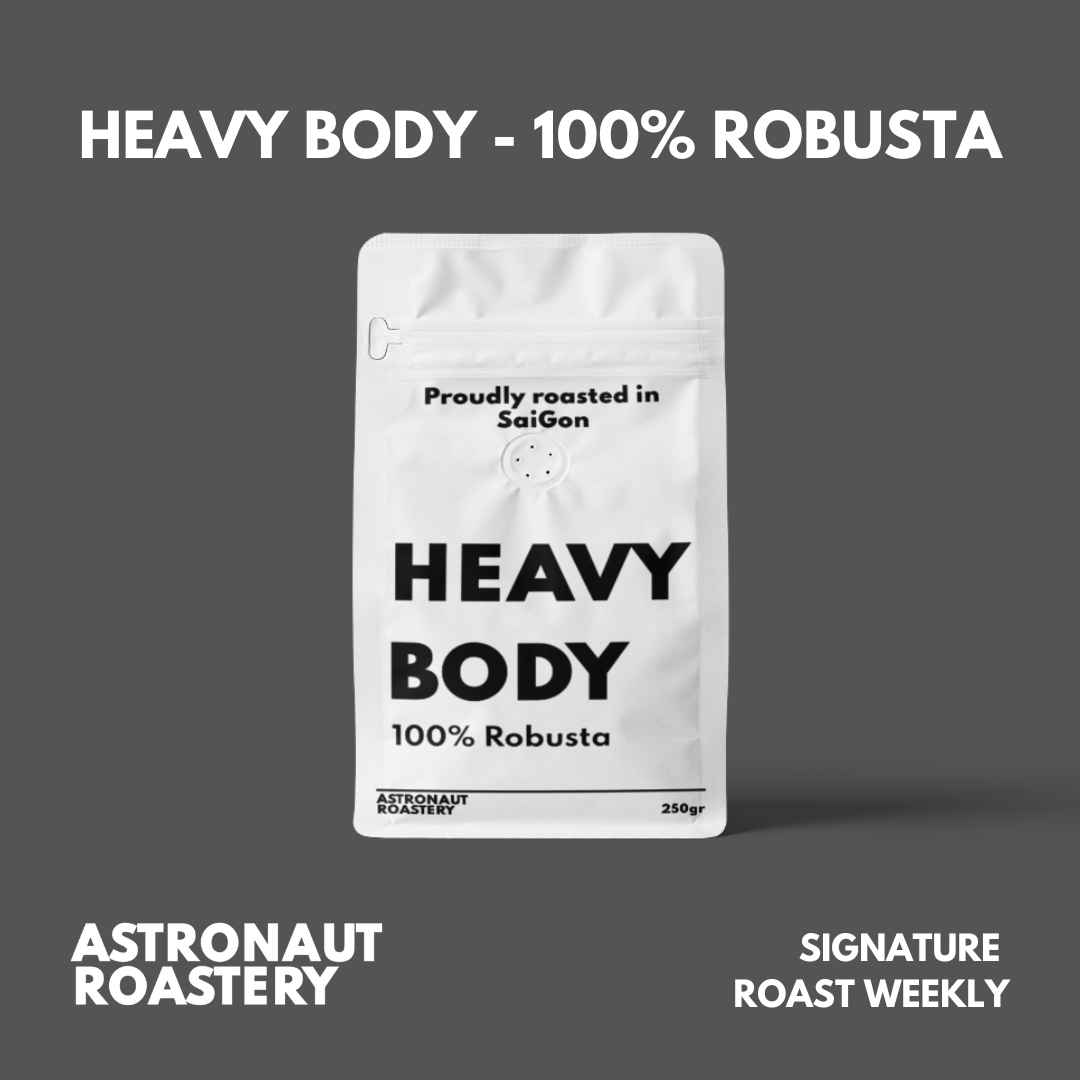 HEAVY BODY - 100% ROBUSTA
Proudly roasted in
SaiGon
HEAVY
BODY
100% Robusta
ASTRONAUT
ROASTERY
250gr
ASTRONAUT
ROASTERY
SIGNATURE
ROAST WEEKLY